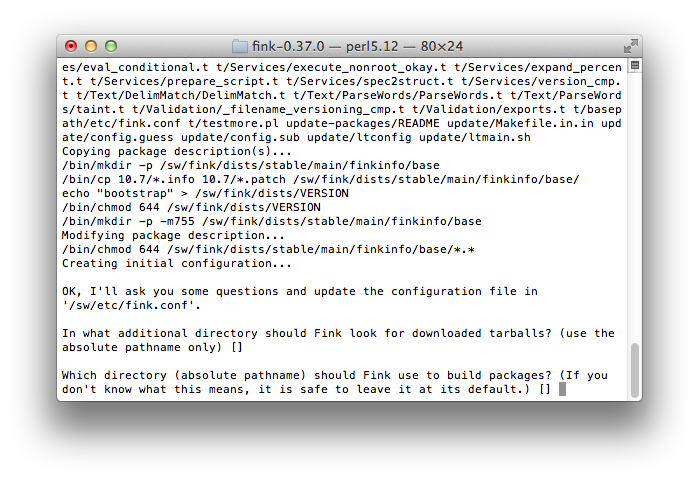 fink-0.37.0 — perl5.12 — 80×24
es/eval_conditional.t t/Services/execute_nonroot_okay.t t/Services/expand_percen
t.t t/Services/prepare_script.t t/Services/spec2struct.t t/Services/version_cmp.
t t/Text/DelimMatch/DelimMatch.t t/Text/ParseWords/ParseWords.t t/Text/ParseWord
s/taint.t t/Validation/_filename_versioning_cmp.t t/Validation/exports.t t/basep
ath/etc/fink.conf t/testmore.pl update-packages/README update/Makefile.in.in upd
ate/config.guess update/config.sub update/ltconfig update/ltmain.sh
Copying package description(s)...
/bin/mkdir -p /sw/fink/dists/stable/main/finkinfo/base
/bin/cp 10.7/*.info 10.7/*.patch /sw/fink/dists/stable/main/finkinfo/base/
echo "bootstrap" > /sw/fink/dists/VERSION
/bin/chmod 644 /sw/fink/dists/VERSION
/bin/mkdir -p -m755 /sw/fink/dists/stable/main/finkinfo/base
Modifying package description...
/bin/chmod 644 /sw/fink/dists/stable/main/finkinfo/base/*.*
Creating initial configuration...
OK, I'll ask you some questions and update the configuration file in
'/sw/etc/fink.conf'.
In what additional directory should Fink look for downloaded tarballs? (use the
absolute pathname only) []
Which directory (absolute pathname) should Fink use to build packages? (If you
don't know what this means, it is safe to leave it at its default.) []